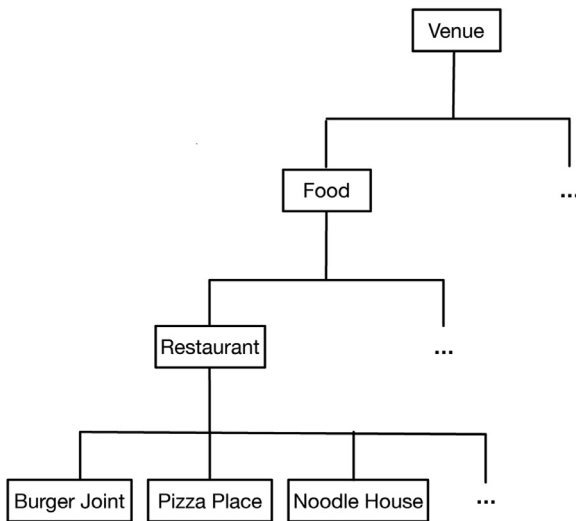 Venue
Food
...
Restaurant
...
Burger Joint
Pizza Place
Noodle House
...